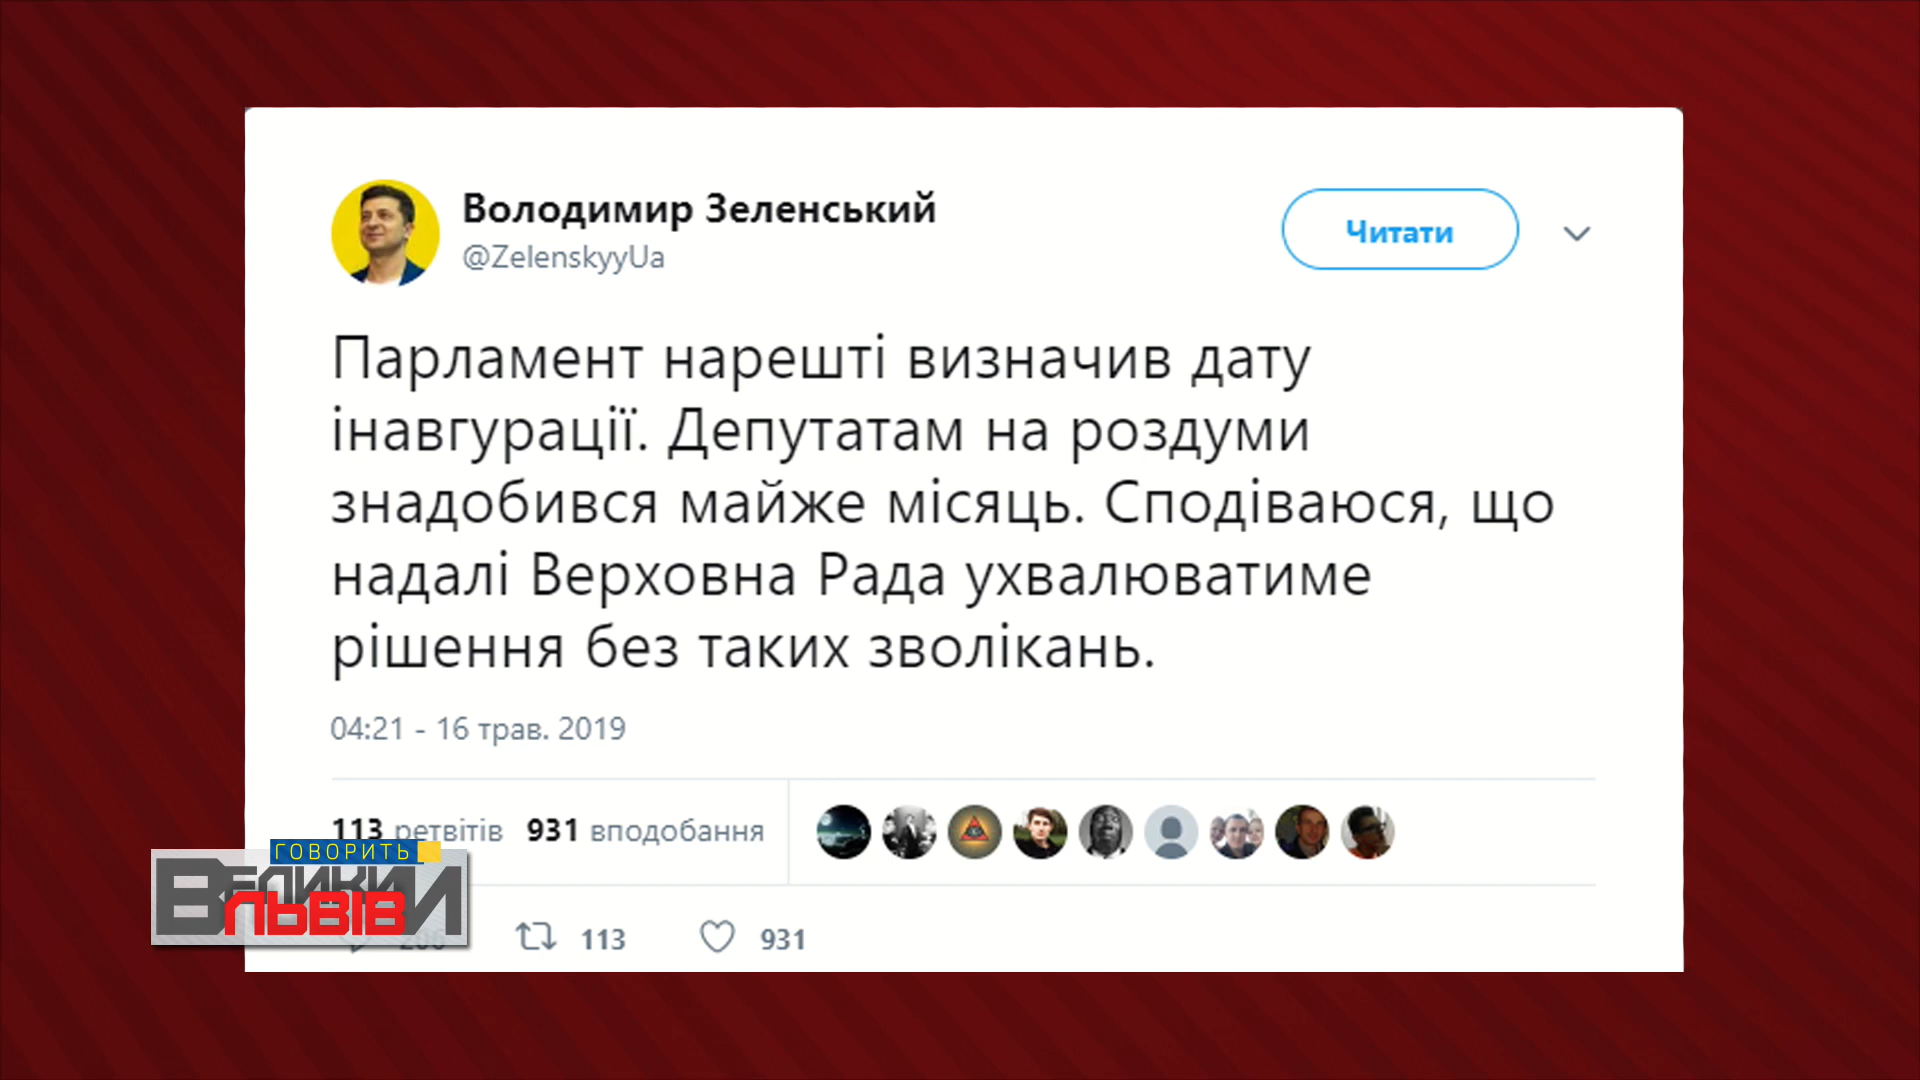 Володимир Зеленський
@ZelenskyyUa
Читати
Парламент нарешті визначив дату
інавгурації. Депутатам на роздуми
знадобився майже місяць. Сподіваюся, що
надалі Верховна Рада ухвалюватиме
рішення без таких зволікань.
04:21 - 16 трав. 2019
113 ретвітів 931 вподобання
ГОВОРИТЬ
ВЕЛИКИЙ
ЛЬВІВ
206 113 931